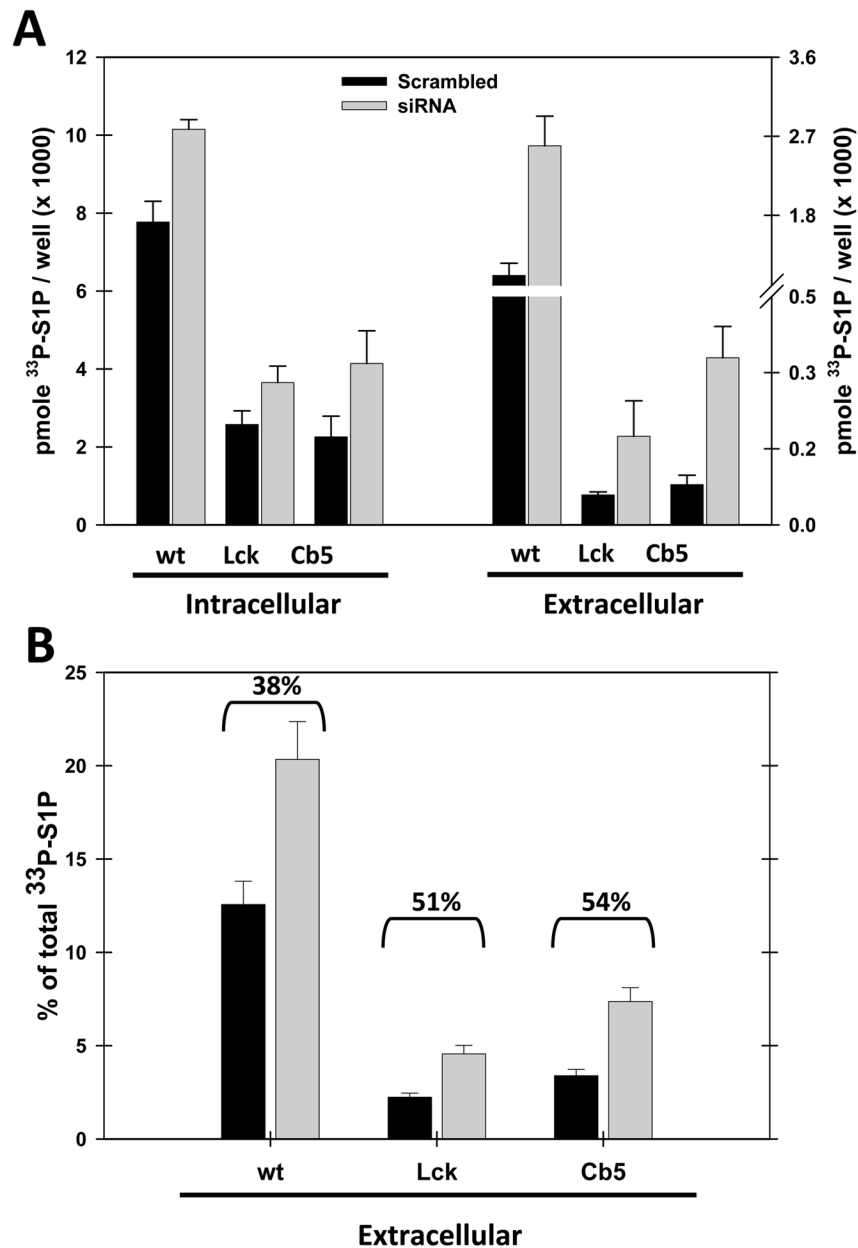 A
pmole ³³P-S1P / well (x 1000)
12
10
8
6
4
2
0
Scrambled
siRNA
3.6
2.7
1.8
0.5
0.3
0.2
0.0
pmole ³³P-S1P / well (x 1000)
wt Lck Cb5 wt Lck Cb5
Intracellular Extracellular
B
% of total ³³P-S1P
25
20
15
10
5
0
38%
51%
54%
wt Lck Cb5
Extracellular